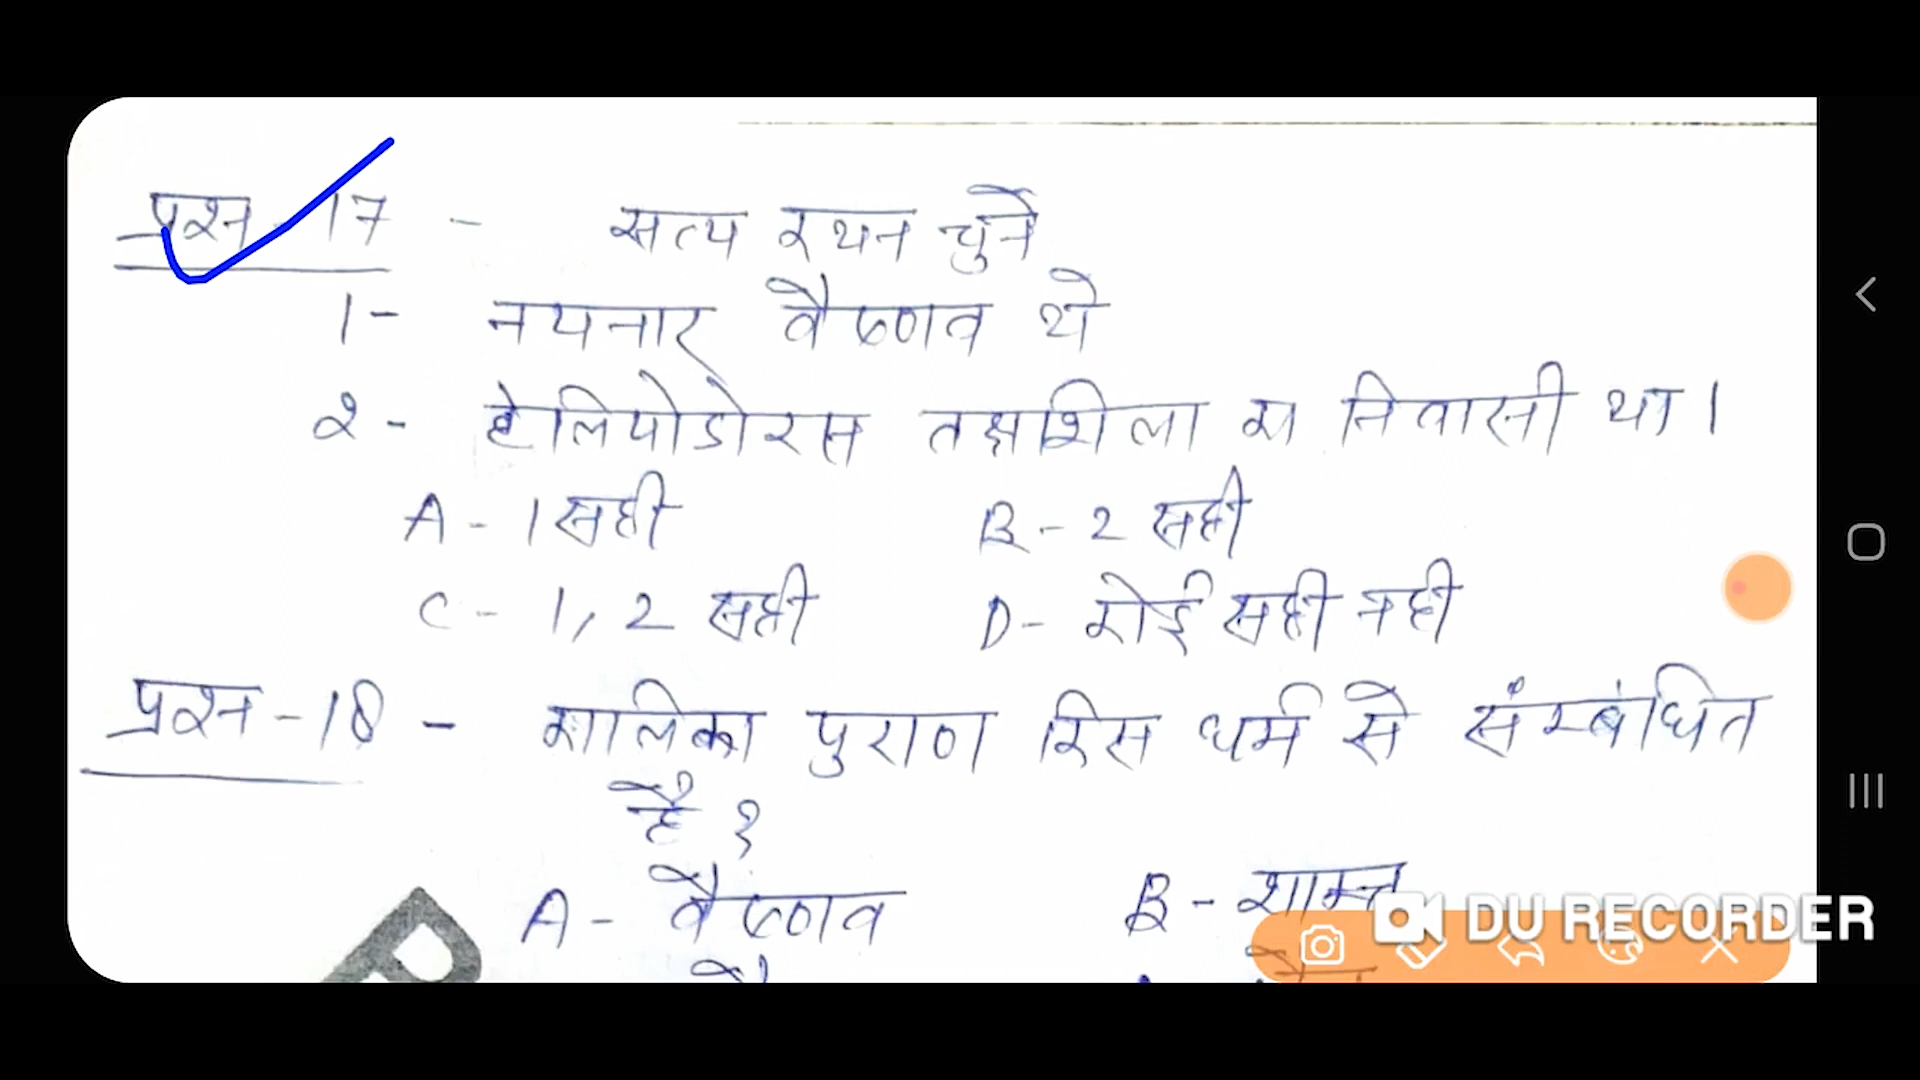 प्रश्न - 17 - सत्य कथन चुनें
1- नयनार वैष्णव थे
2- हेलियोडोरस तक्षशिला का निवासी था।
A - 1 सही B - 2 सही
C - 1, 2 सही D - कोई सही नही
प्रश्न - 18 - कालिका पुराण किस धर्म से संम्बंधित
है ?
A - वैष्णव B - शाक्त
DU RECORDER